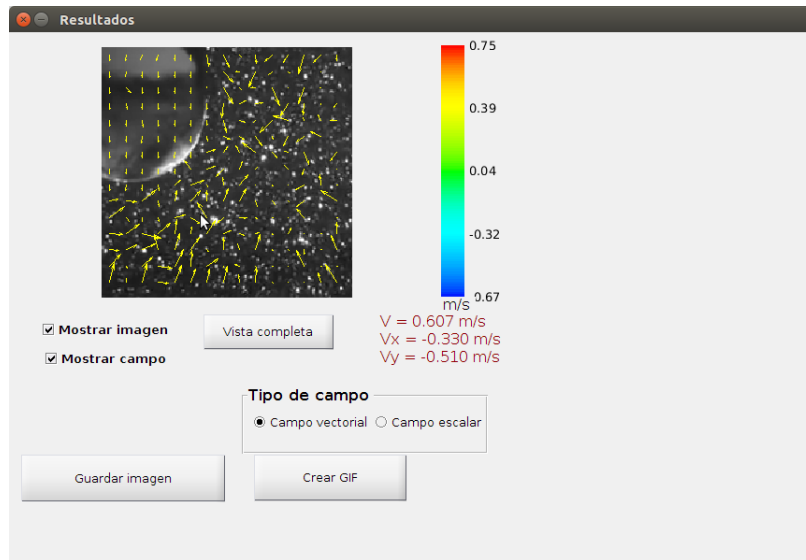 Resultados
0.75
0.39
0.04
-0.32
0.67
m/s
V = 0.607 m/s
Vx = -0.330 m/s
Vy = -0.510 m/s
Mostrar imagen
Vista completa
Mostrar campo
Tipo de campo
Campo vectorial Campo escalar
Guardar imagen
Crear GIF